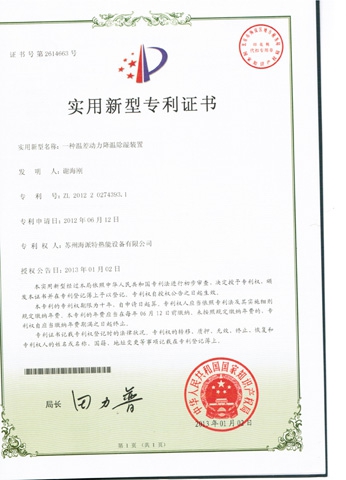 证书号第2614663号
实用新型专利证书
实用新型名称：一种温差动力降温除湿装置
发　明　人：谢海刚
专　利　号：ZL 2012 2 0274393.1
专利申请日：2012年06月12日
专 利 权 人：苏州海派特热能设备有限公司
授权公告日：2013年01月02日
本实用新型经过本局依照中华人民共和国专利法进行初步审查，决定授予专利权，颁
发本证书并在专利登记簿上予以登记。专利权自授权公告之日起生效。
本专利的专利权期限为十年，自申请日起算。专利权人应当依照专利法及其实施细则
规定缴纳年费。本专利的年费应当在每年06月12日前缴纳。未按照规定缴纳年费的，专
利权自应当缴纳年费期满之日起终止。
专利证书记载专利权登记时的法律状况。专利权的转移、质押、无效、终止、恢复和
专利权人的姓名或名称、国籍、地址变更等事项记载在专利登记簿上。
局长 田力普
中华人民共和国国家知识产权局
2013年01月02日
第1页（共1页）